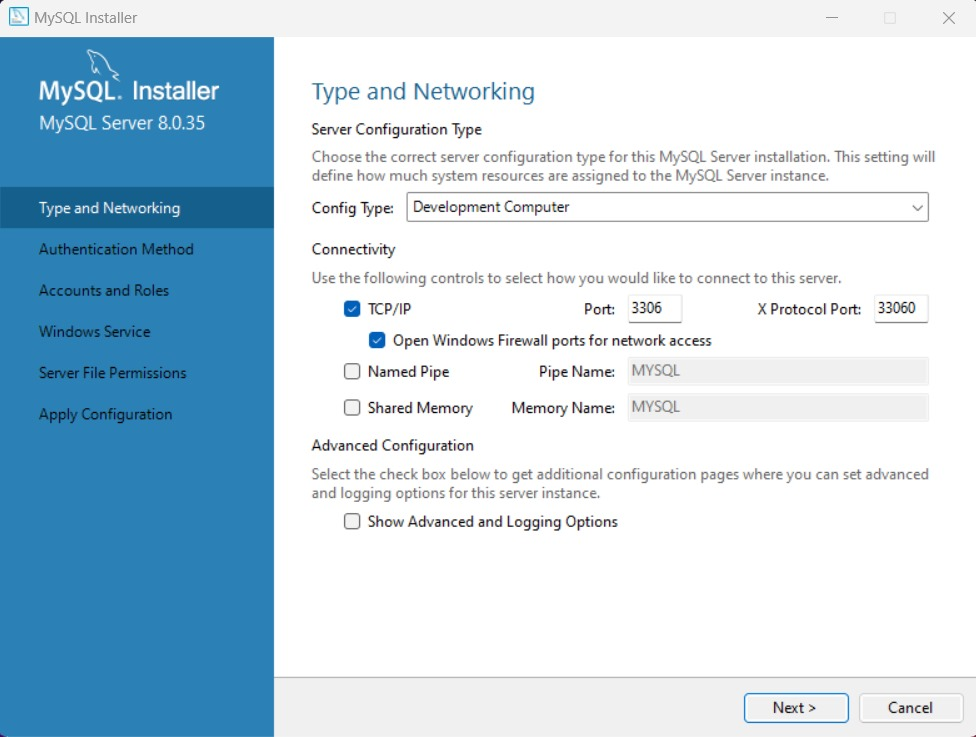 MySQL Installer
MySQL. Installer
MySQL Server 8.0.35
Type and Networking
Authentication Method
Accounts and Roles
Windows Service
Server File Permissions
Apply Configuration
Type and Networking
Server Configuration Type
Choose the correct server configuration type for this MySQL Server installation. This setting will
define how much system resources are assigned to the MySQL Server instance.
Config Type: Development Computer
Connectivity
Use the following controls to select how you would like to connect to this server.
TCP/IP Port: 3306 X Protocol Port: 33060
Open Windows Firewall ports for network access
Named Pipe Pipe Name: MYSQL
Shared Memory Memory Name: MYSQL
Advanced Configuration
Select the check box below to get additional configuration pages where you can set advanced
and logging options for this server instance.
Show Advanced and Logging Options
Next > Cancel